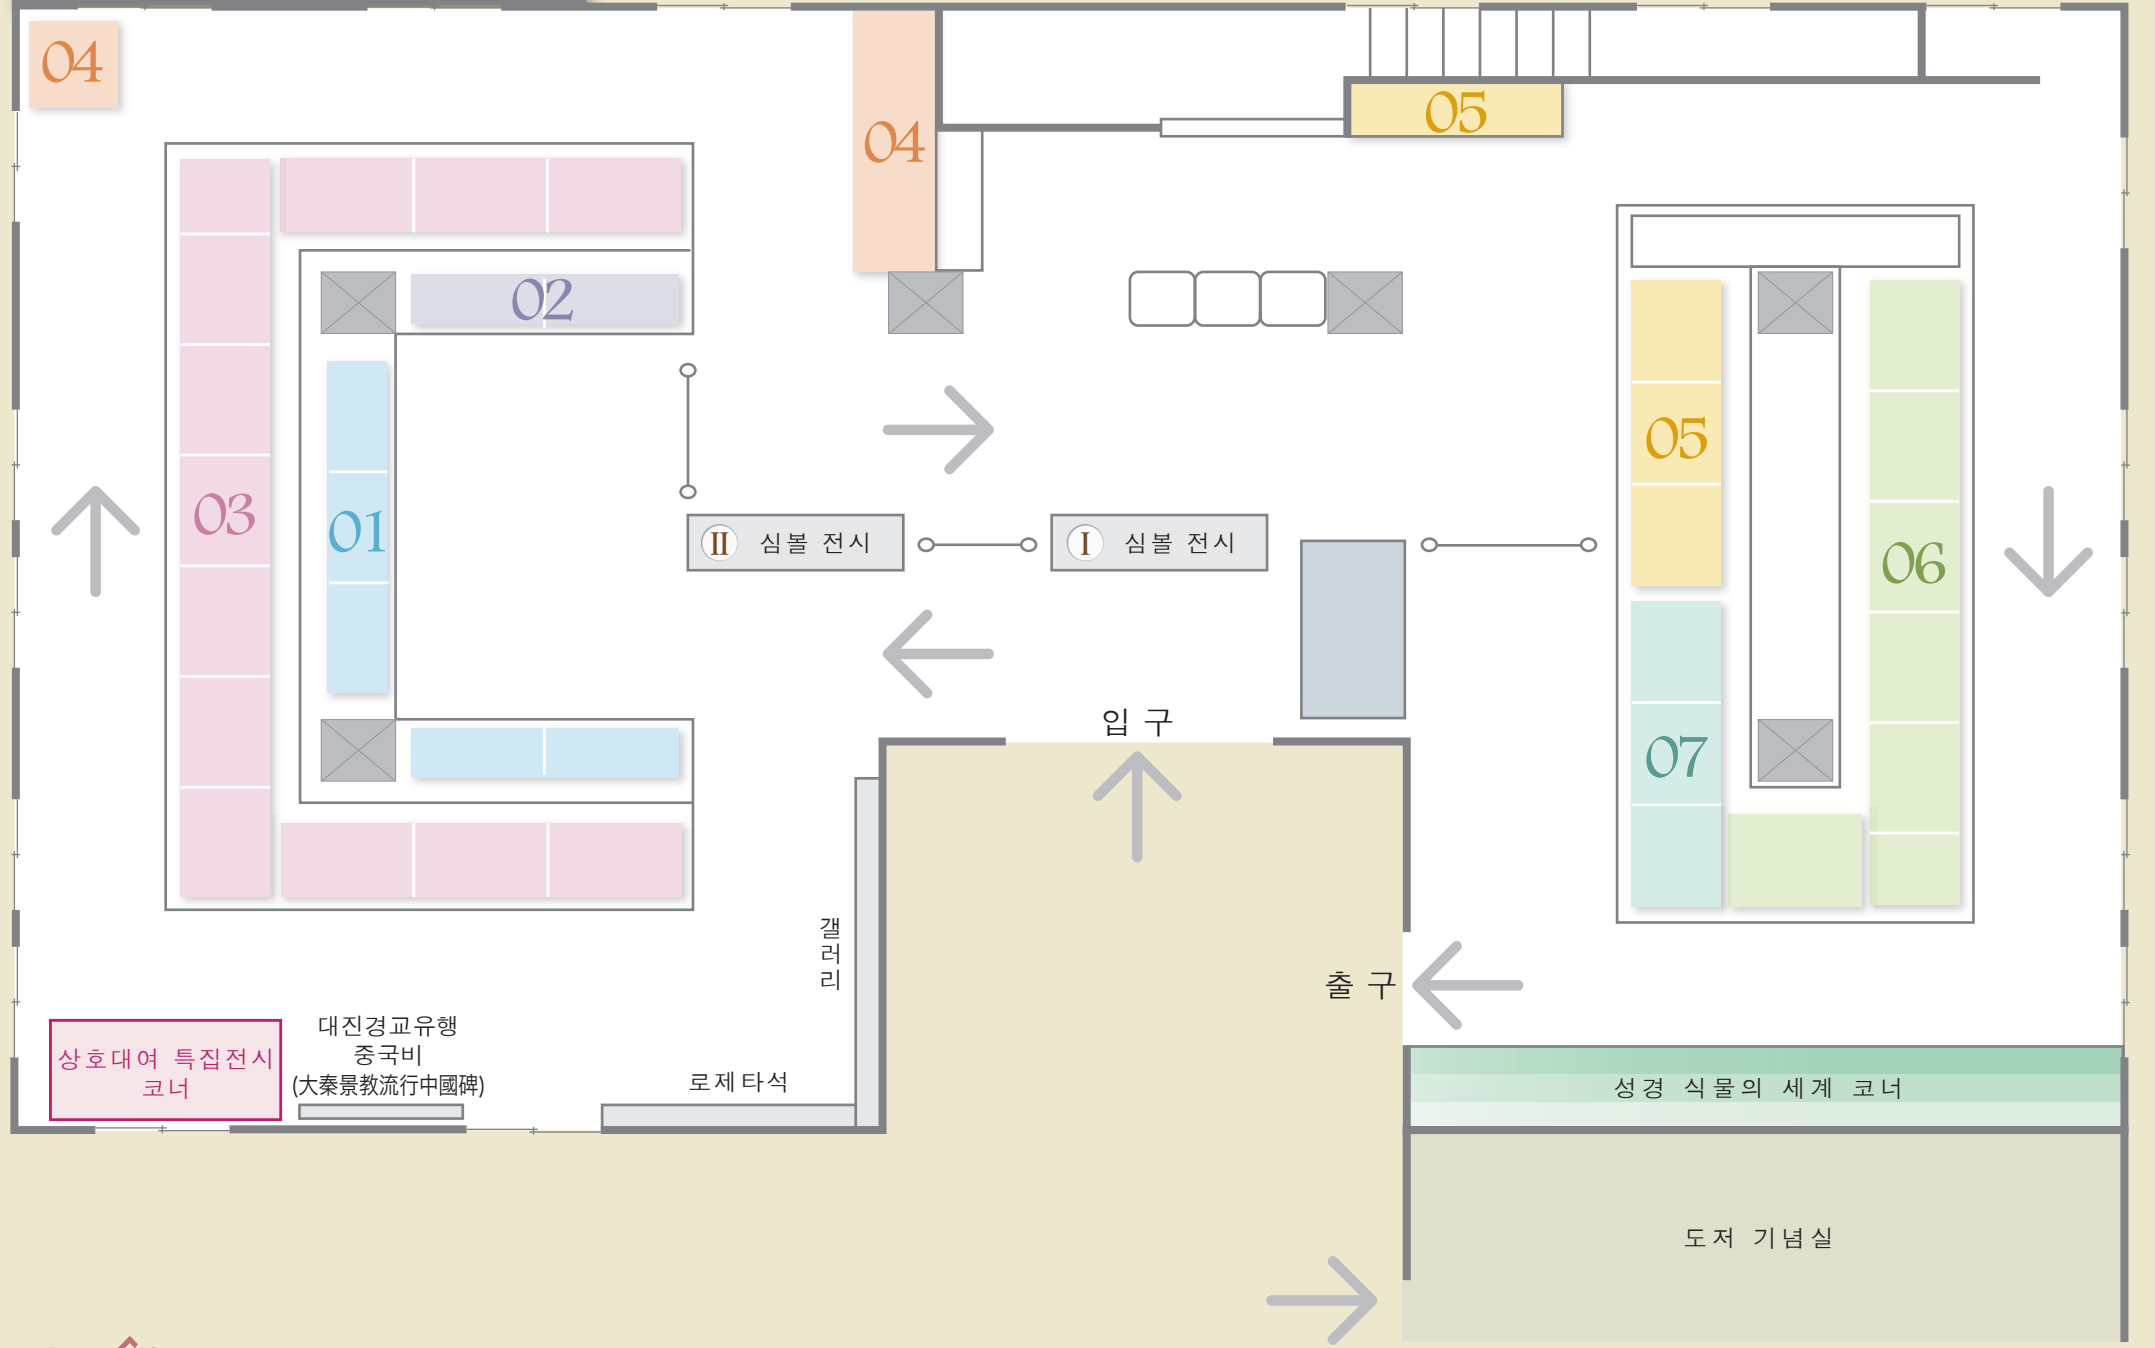 04
04
05
02
03
01
05
06
07
II 심볼 전시
I 심볼 전시
입구
갤러리
출구
상호대여 특집전시
코너
대진경교유행
중국비
(大秦景教流行中國碑)
로제타석
성경 식물의 세계 코너
도저 기념실